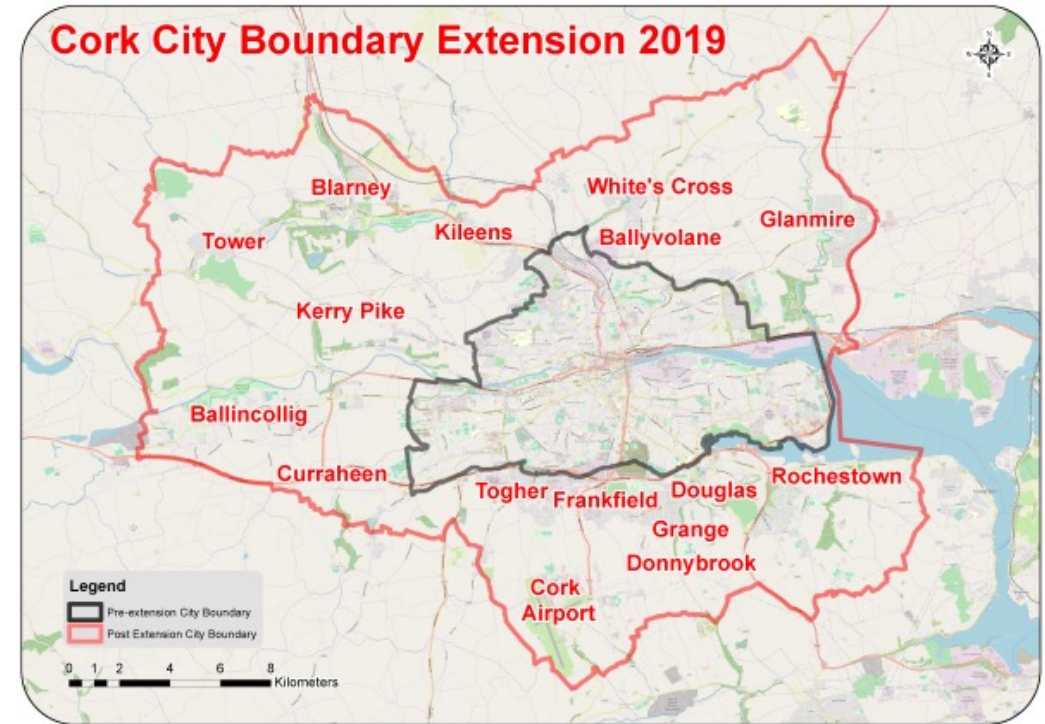 Cork City Boundary Extension 2019
N
W E
S
White's Cross
Blarney
Glanmire
Kileens
Ballyvolane
Tower
Kerry Pike
Ballincollig
Curraheen
Rochestown
Togher
Frankfield
Douglas
Grange
Donnybrook
Cork
Airport
Legend
Pre-extension City Boundary
Post Extension City Boundary
0 1 2 4 6 8
Kilometers